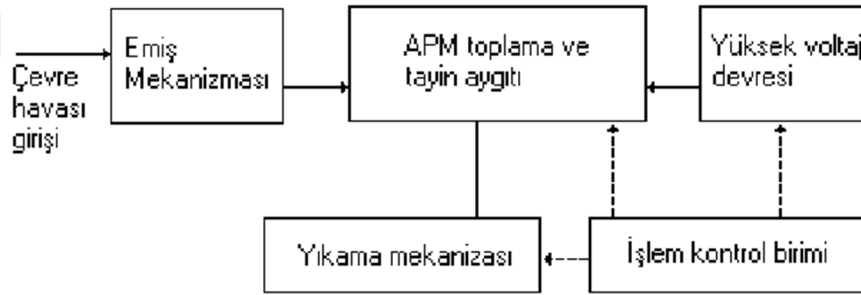 Çevre
havası
girişi
Emiş
Mekanizması
APM toplama ve
tayin aygıtı
Yüksek voltaj
devresi
Yıkama mekanizası
İşlem kontrol birimi